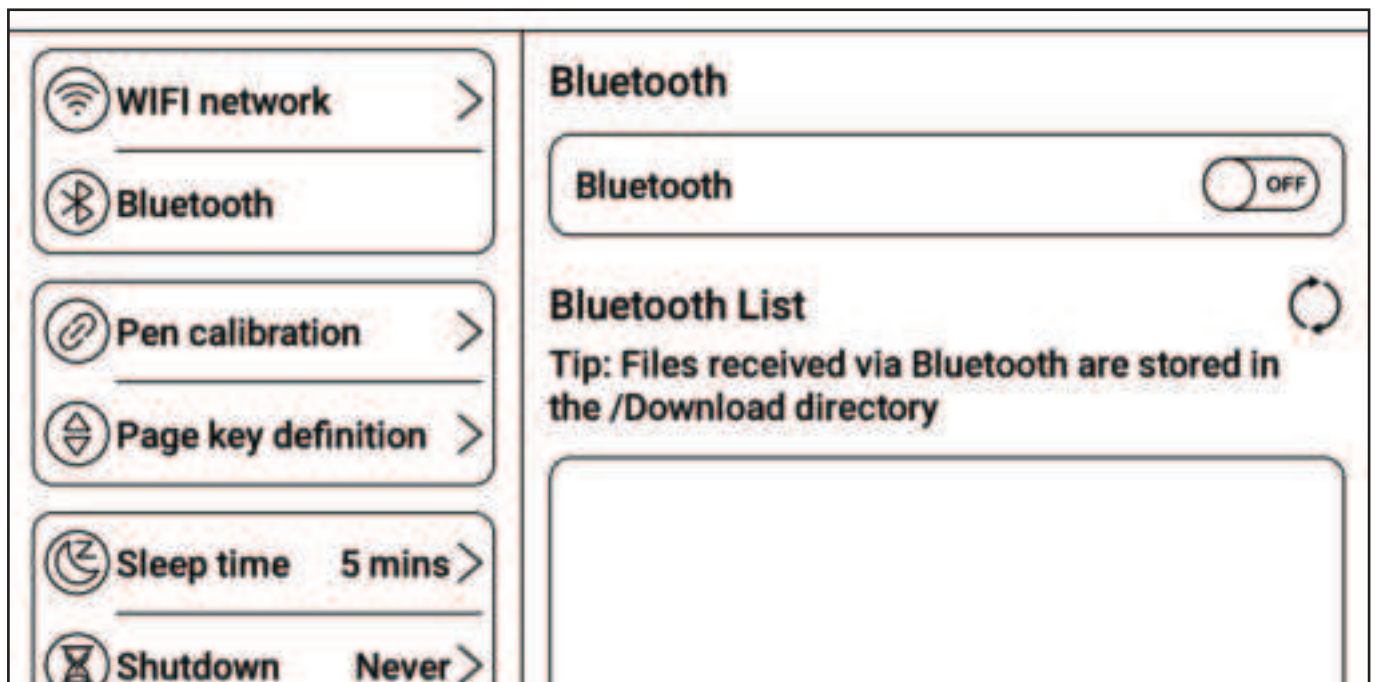 WIFI network
Bluetooth
Pen calibration
Page key definition
Sleep time 5 mins
Shutdown Never
Bluetooth
Bluetooth OFF
Bluetooth List
Tip: Files received via Bluetooth are stored in
the /Download directory